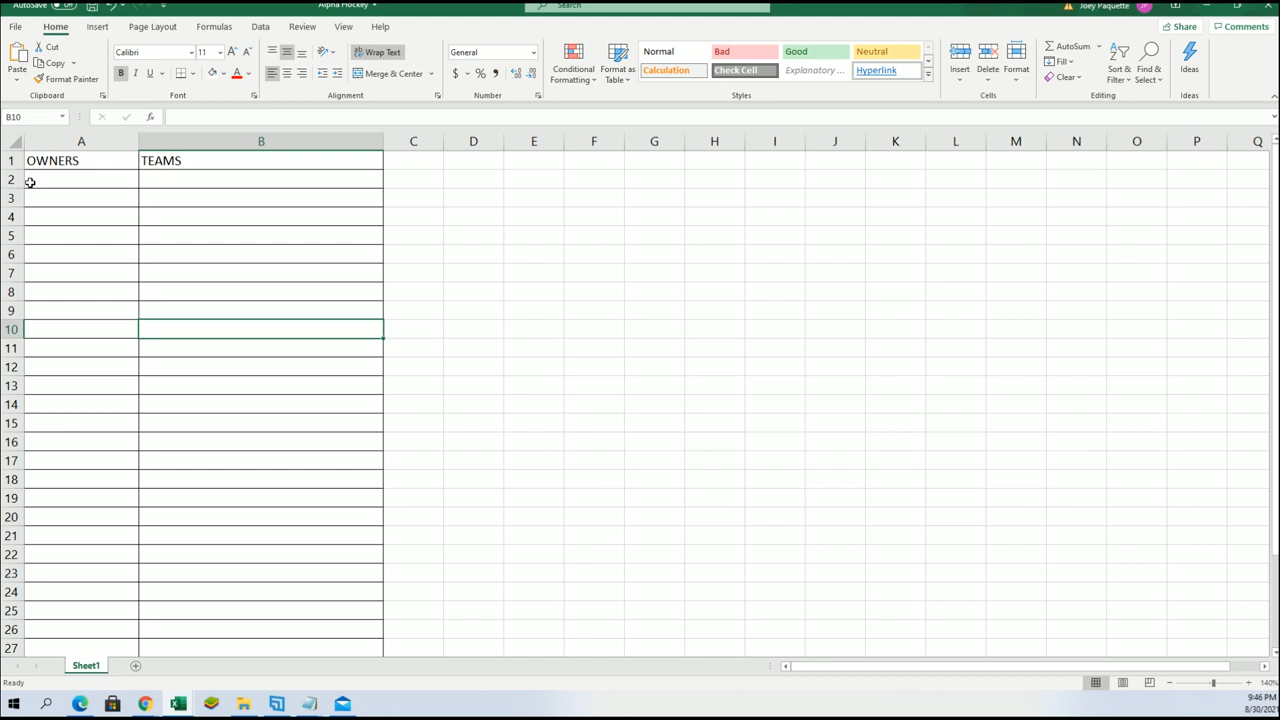 AutoSave Off Alpha Hockey Search Joey Paquette JP
File Home Insert Page Layout Formulas Data Review View Help Share Comments
Paste Cut Copy Format Painter Clipboard
Calibri 11 B I U A Font
Wrap Text Merge & Center Alignment
General $ % Number
Conditional Formatting Format as Table
Normal Bad Good Neutral
Calculation Check Cell Explanatory ... Hyperlink
Styles
Insert Delete Format Cells
AutoSum Fill Clear Sort & Filter Find & Select Editing
Ideas Ideas
B10 fx
A B C D E F G H I J K L M N O P Q
1 OWNERS TEAMS
2
3
4
5
6
7
8
9
10
11
12
13
14
15
16
17
18
19
20
21
22
23
24
25
26
27
Sheet1
Ready 140%
9:46 PM
8/30/2021